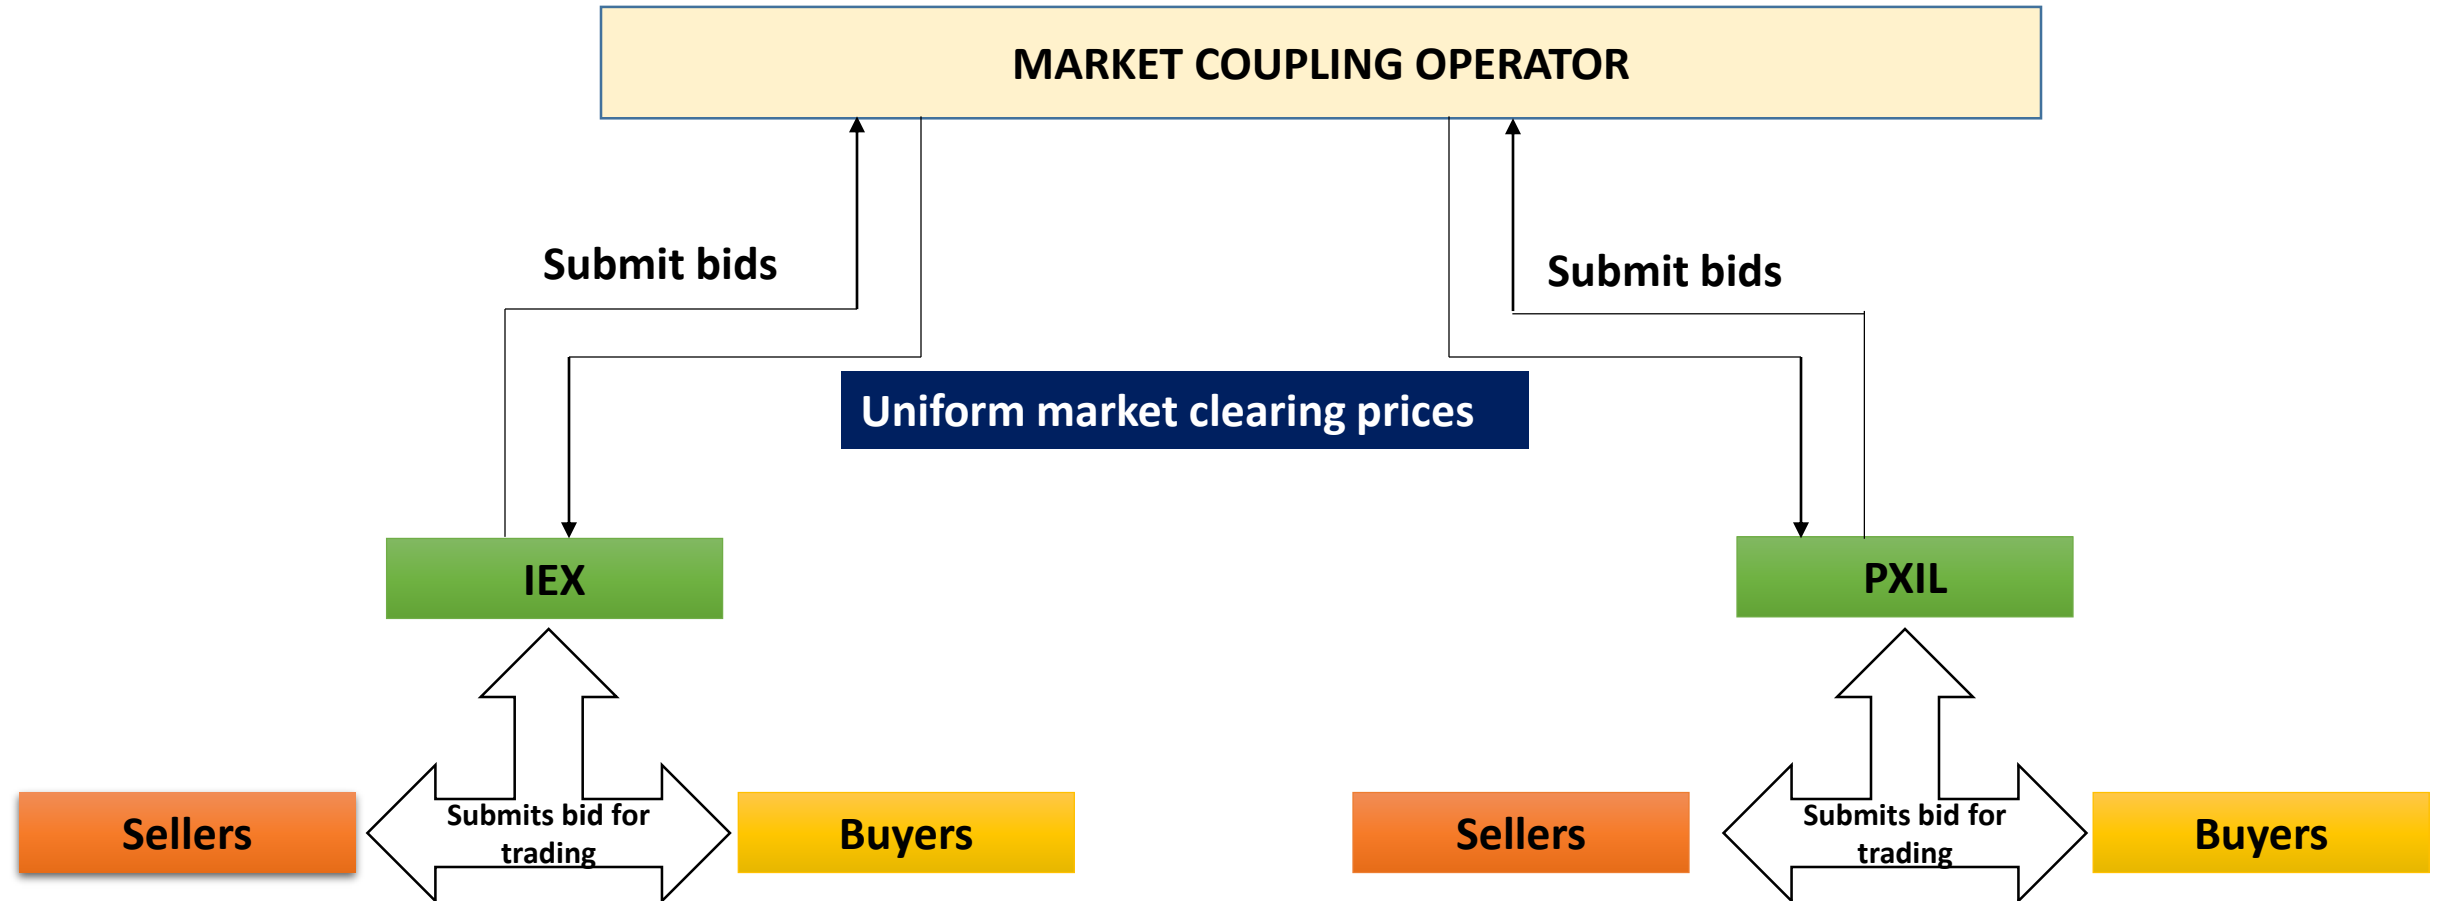 MARKET COUPLING OPERATOR
Submit bids
Submit bids
Uniform market clearing prices
IEX
PXIL
Sellers
Submits bid for
trading
Buyers
Sellers
Submits bid for
trading
Buyers